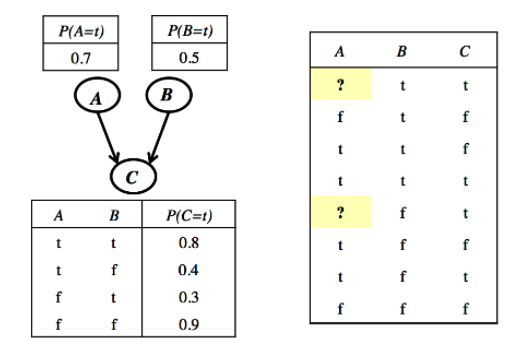 P(A=t)
0.7
P(B=t)
0.5
A
B
C
A B P(C=t)
t t 0.8
t f 0.4
f t 0.3
f f 0.9
A B C
? t t
f t f
t t f
t t t
? f t
t f f
t f t
f f f